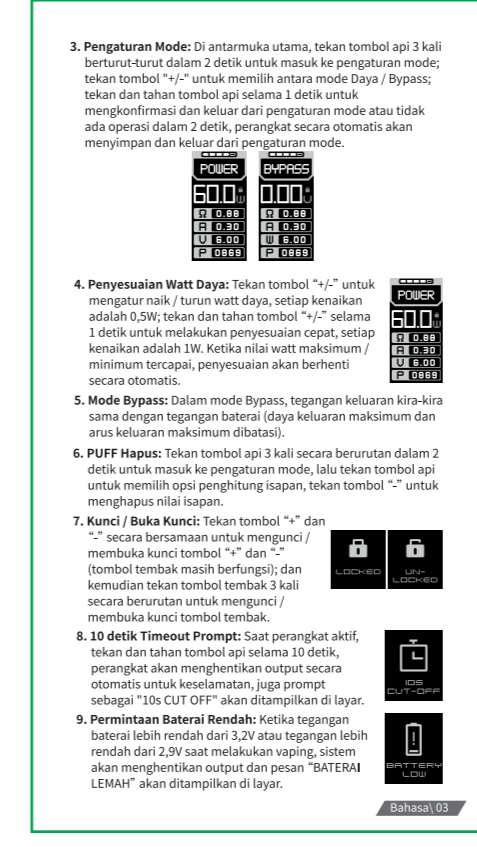 3. Pengaturan Mode: Di antarmuka utama, tekan tombol api 3 kali
berturut-turut dalam 2 detik untuk masuk ke pengaturan mode;
tekan tombol "+/-" untuk memilih antara mode Daya / Bypass;
tekan dan tahan tombol api selama 1 detik untuk
mengkonfirmasi dan keluar dari pengaturan mode atau tidak
ada operasi dalam 2 detik, perangkat secara otomatis akan
menyimpan dan keluar dari pengaturan mode.
POWER
60.0W
Ω 0.88
A 0.30
V 6.00
P 0869
BYPASS
0.00V
Ω 0.88
A 0.30
W 6.00
P 0869
4. Penyesuaian Watt Daya: Tekan tombol “+/-” untuk
mengatur naik / turun watt daya, setiap kenaikan
adalah 0,5W; tekan dan tahan tombol “+/-” selama
1 detik untuk melakukan penyesuaian cepat, setiap
kenaikan adalah 1W. Ketika nilai watt maksimum /
minimum tercapai, penyesuaian akan berhenti
secara otomatis.
POWER
60.0W
Ω 0.88
A 0.30
V 6.00
P 0869
5. Mode Bypass: Dalam mode Bypass, tegangan keluaran kira-kira
sama dengan tegangan baterai (daya keluaran maksimum dan
arus keluaran maksimum dibatasi).
6. PUFF Hapus: Tekan tombol api 3 kali secara berurutan dalam 2
detik untuk masuk ke pengaturan mode, lalu tekan tombol api
untuk memilih opsi penghitung isapan, tekan tombol “-” untuk
menghapus nilai isapan.
7. Kunci / Buka Kunci: Tekan tombol “+” dan
“-” secara bersamaan untuk mengunci /
membuka kunci tombol “+” dan “-”
(tombol tembak masih berfungsi); dan
kemudian tekan tombol tembak 3 kali
secara berurutan untuk mengunci /
membuka kunci tombol tembak.
LOCKED
UN-
LOCKED
8. 10 detik Timeout Prompt: Saat perangkat aktif,
tekan dan tahan tombol api selama 10 detik,
perangkat akan menghentikan output secara
otomatis untuk keselamatan, juga prompt
sebagai "10s CUT OFF" akan ditampilkan di layar.
10S
CUT-OFF
9. Permintaan Baterai Rendah: Ketika tegangan
baterai lebih rendah dari 3,2V atau tegangan lebih
rendah dari 2,9V saat melakukan vaping, sistem
akan menghentikan output dan pesan “BATERAI
LEMAH” akan ditampilkan di layar.
BATTERY
LOW
Bahasa\ 03